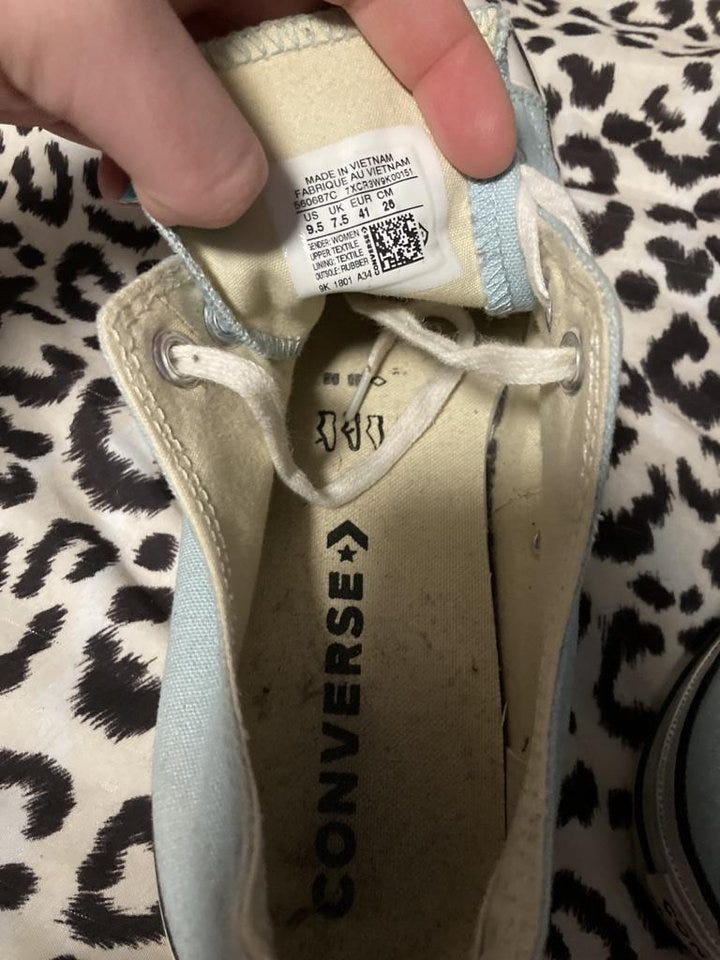 MADE IN VIETNAM
FABRIQUE AU VIETNAM
560687C 7XCR3W9K00151
US UK EUR CM
9.5 7.5 41 26
GENDER: WOMEN
UPPER: TEXTILE
LINING: TEXTILE
OUTSOLE: RUBBER
CONVERSE
9K 1801 A34
CONVERSE